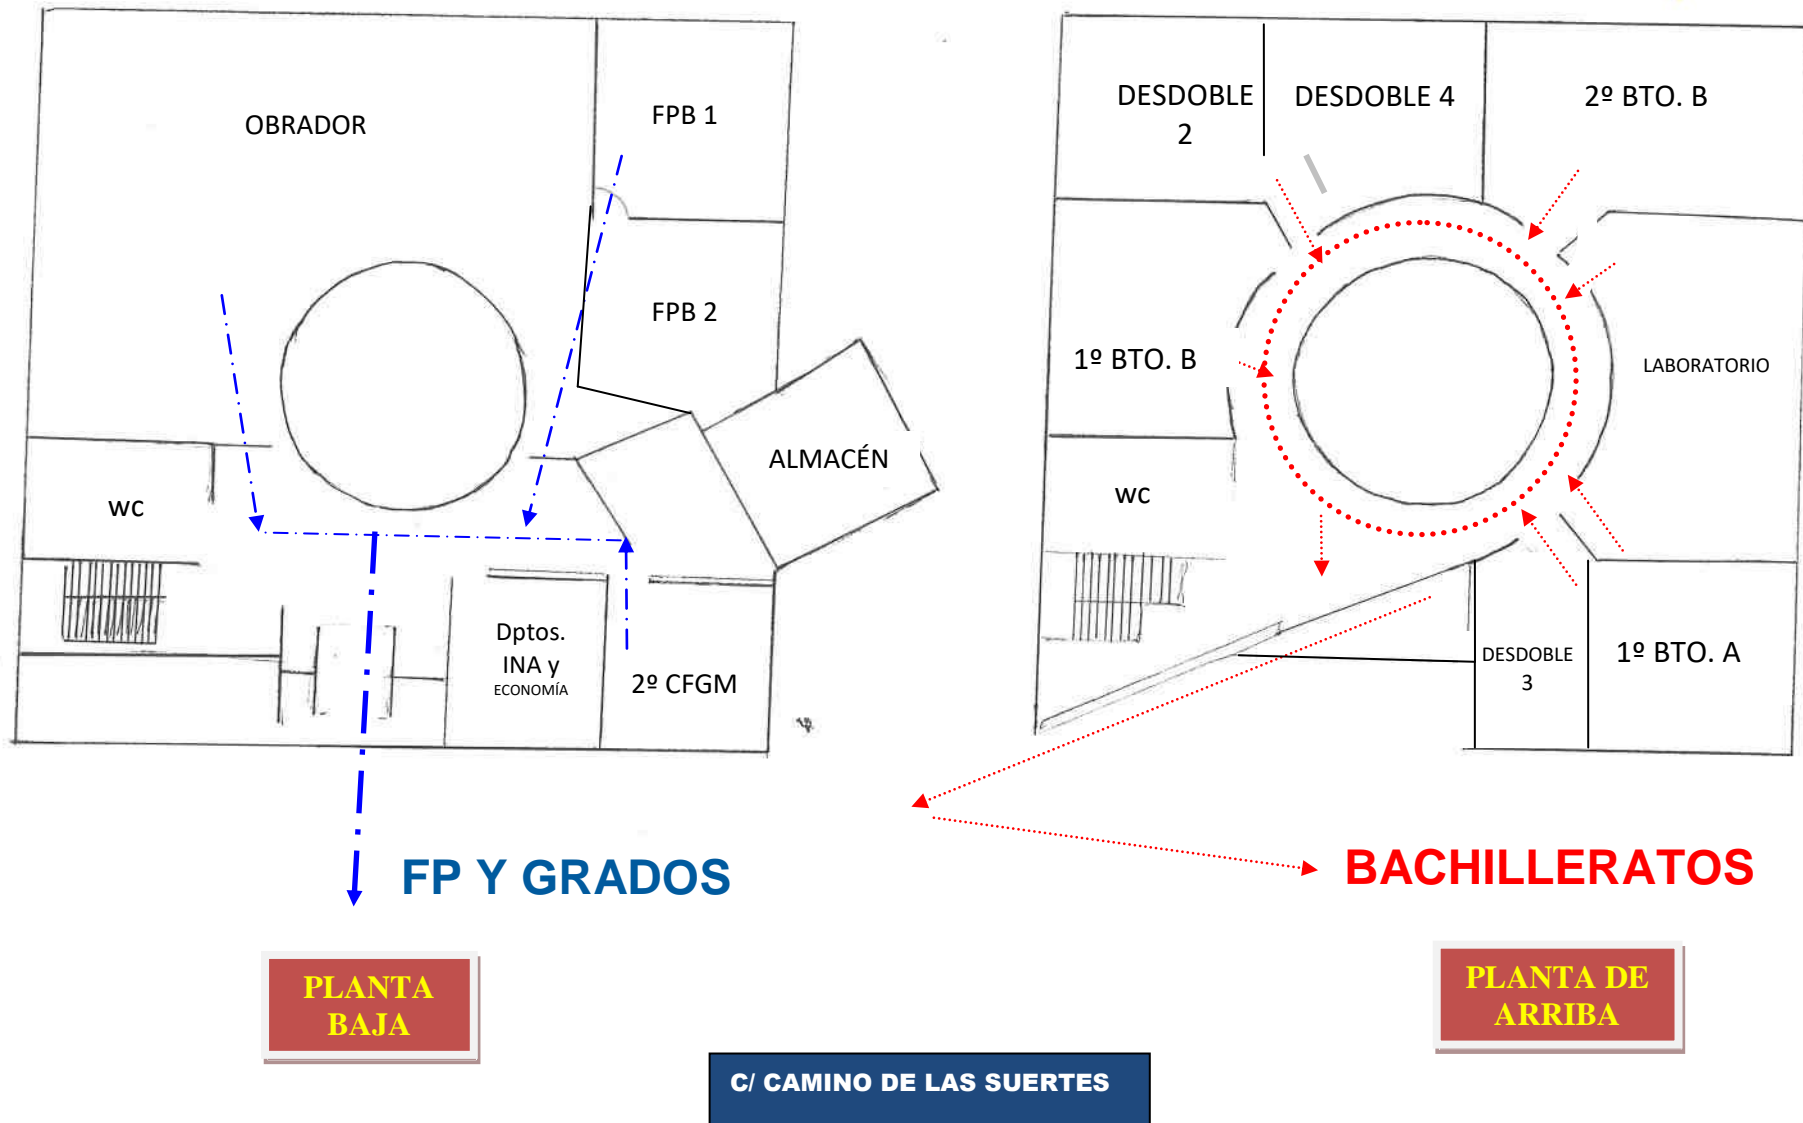 OBRADOR
FPB 1
FPB 2
ALMACÉN
wc
Dptos.
INA y
ECONOMÍA
2º CFGM
FP Y GRADOS
PLANTA
BAJA
DESDOBLE
2
DESDOBLE 4
2º BTO. B
1º BTO. B
LABORATORIO
wc
DESDOBLE
3
1º BTO. A
BACHILLERATOS
PLANTA DE
ARRIBA
C/ CAMINO DE LAS SUERTES